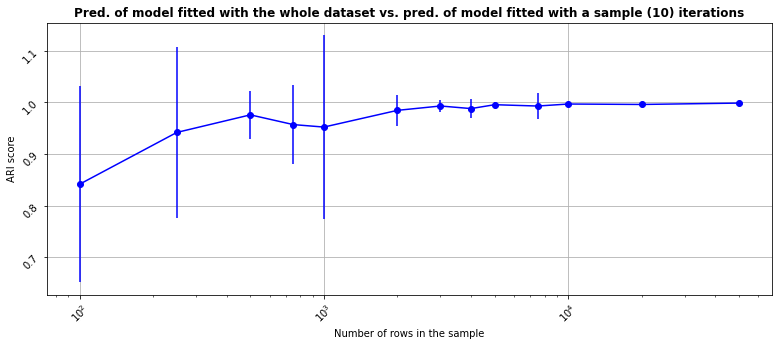 Pred. of model fitted with the whole dataset vs. pred. of model fitted with a sample (10) iterations
1.1
1.0
0.9
0.8
0.7
ARI score
10² 10³ 10⁴
Number of rows in the sample